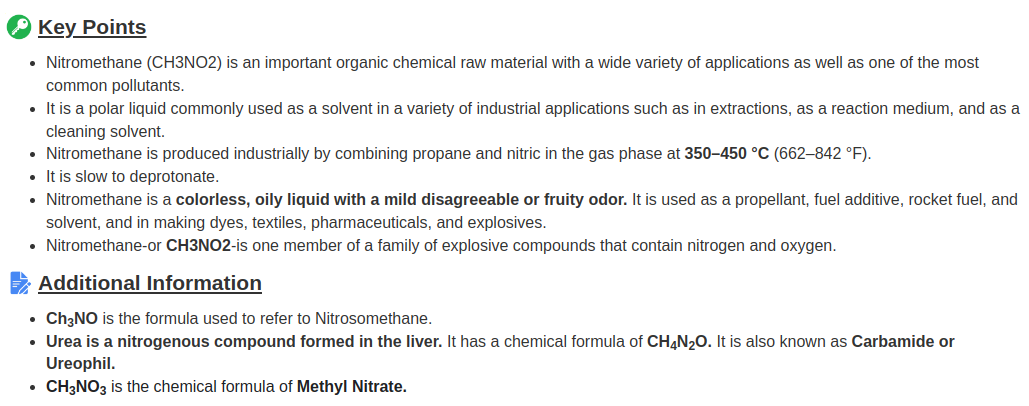 Key Points
Nitromethane (CH3NO2) is an important organic chemical raw material with a wide variety of applications as well as one of the most
common pollutants.
It is a polar liquid commonly used as a solvent in a variety of industrial applications such as in extractions, as a reaction medium, and as a
cleaning solvent.
Nitromethane is produced industrially by combining propane and nitric in the gas phase at 350–450 °C (662–842 °F).
It is slow to deprotonate.
Nitromethane is a colorless, oily liquid with a mild disagreeable or fruity odor. It is used as a propellant, fuel additive, rocket fuel, and
solvent, and in making dyes, textiles, pharmaceuticals, and explosives.
Nitromethane-or CH3NO2-is one member of a family of explosive compounds that contain nitrogen and oxygen.
Additional Information
Ch₃NO is the formula used to refer to Nitrosomethane.
Urea is a nitrogenous compound formed in the liver. It has a chemical formula of CH₄N₂O. It is also known as Carbamide or
Ureophil.
CH₃NO₃ is the chemical formula of Methyl Nitrate.